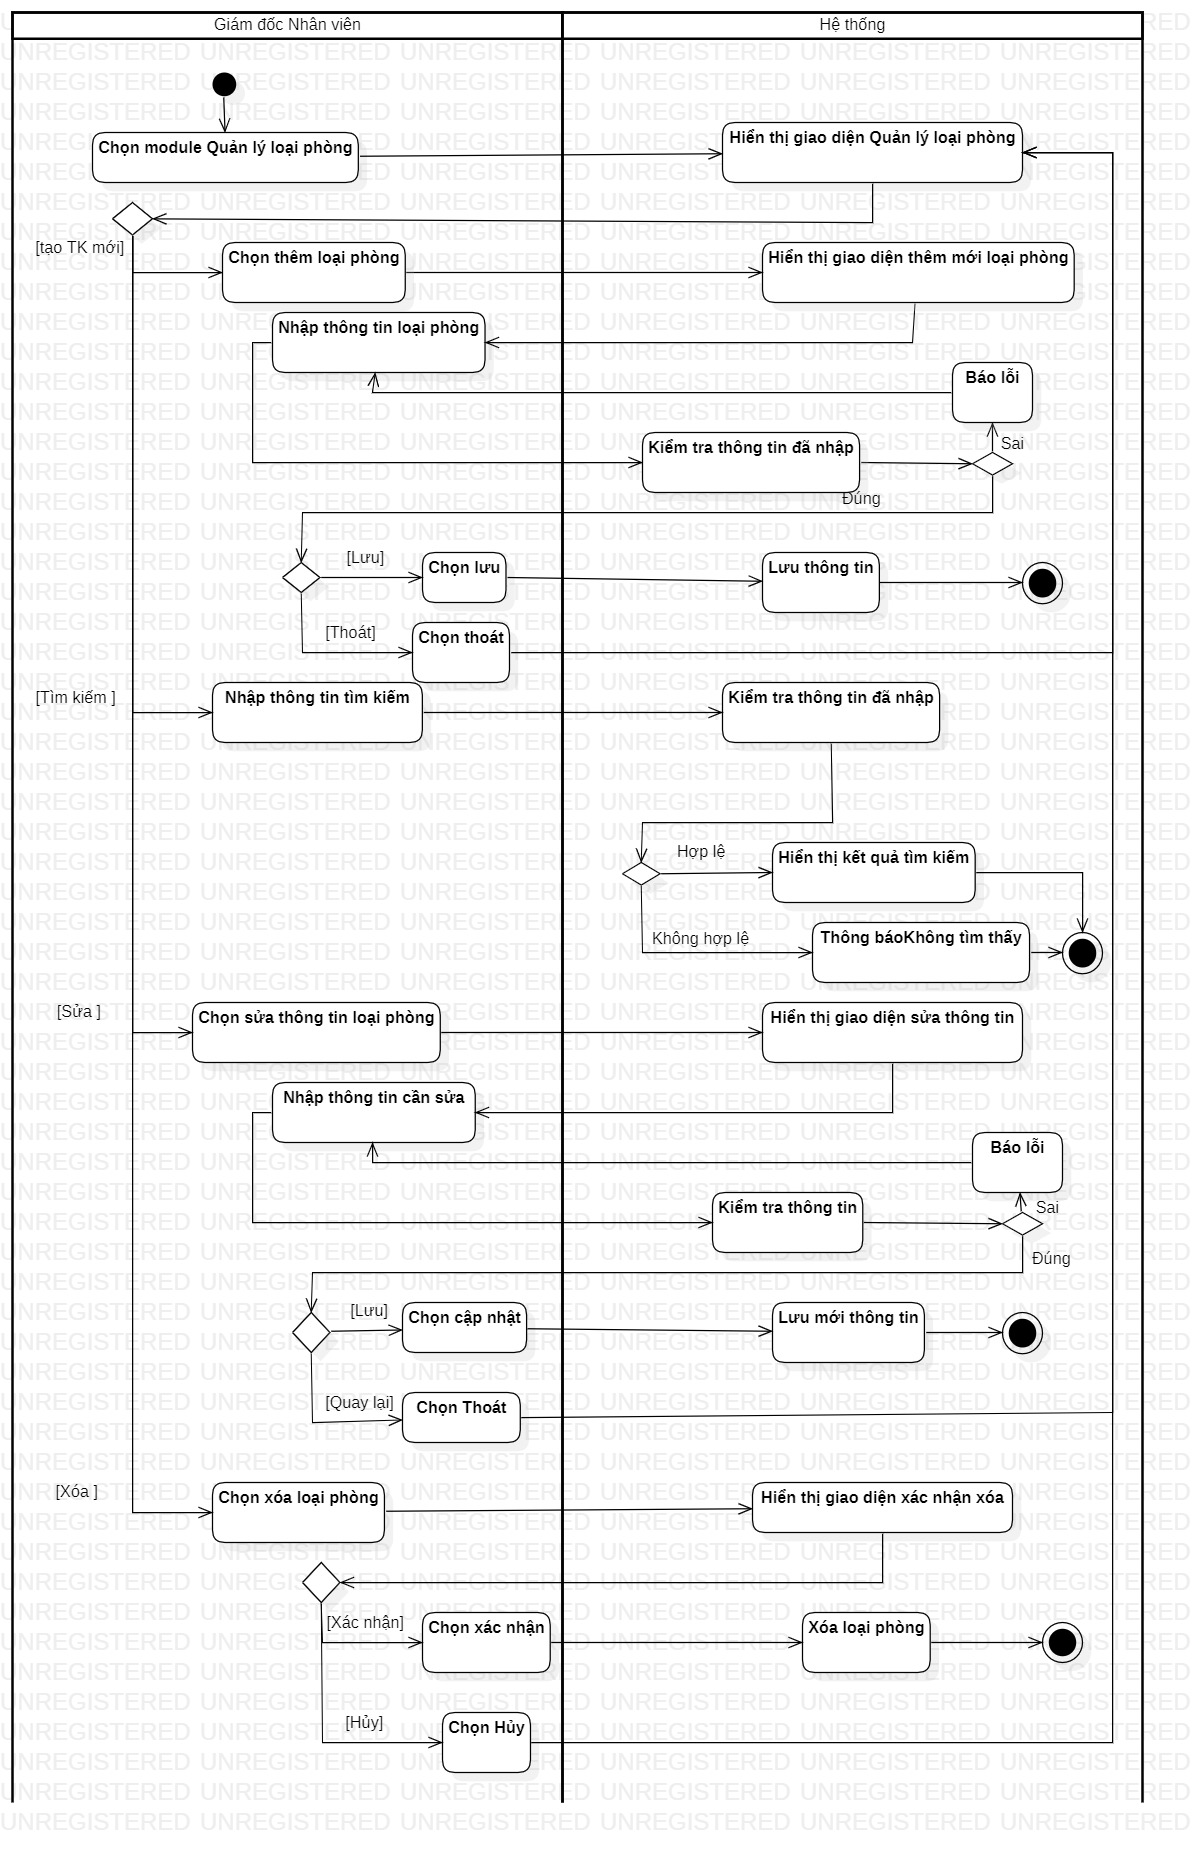 Giám đốc Nhân viên
Hệ thống
Chọn module Quản lý loại phòng
Hiển thị giao diện Quản lý loại phòng
[tạo TK mới]
Chọn thêm loại phòng
Hiển thị giao diện thêm mới loại phòng
Nhập thông tin loại phòng
Báo lỗi
Sai
Kiểm tra thông tin đã nhập
Đúng
[Lưu]
Chọn lưu
Lưu thông tin
[Thoát]
Chọn thoát
[Tìm kiếm ]
Nhập thông tin tìm kiếm
Kiểm tra thông tin đã nhập
Hợp lệ
Hiển thị kết quả tìm kiếm
Không hợp lệ
Thông báoKhông tìm thấy
[Sửa ]
Chọn sửa thông tin loại phòng
Hiển thị giao diện sửa thông tin
Nhập thông tin cần sửa
Báo lỗi
Sai
Kiểm tra thông tin
Đúng
[Lưu]
Chọn cập nhật
Lưu mới thông tin
[Quay lại]
Chọn Thoát
[Xóa ]
Chọn xóa loại phòng
Hiển thị giao diện xác nhận xóa
[Xác nhận]
Chọn xác nhận
Xóa loại phòng
[Hủy]
Chọn Hủy
UNREGISTERED